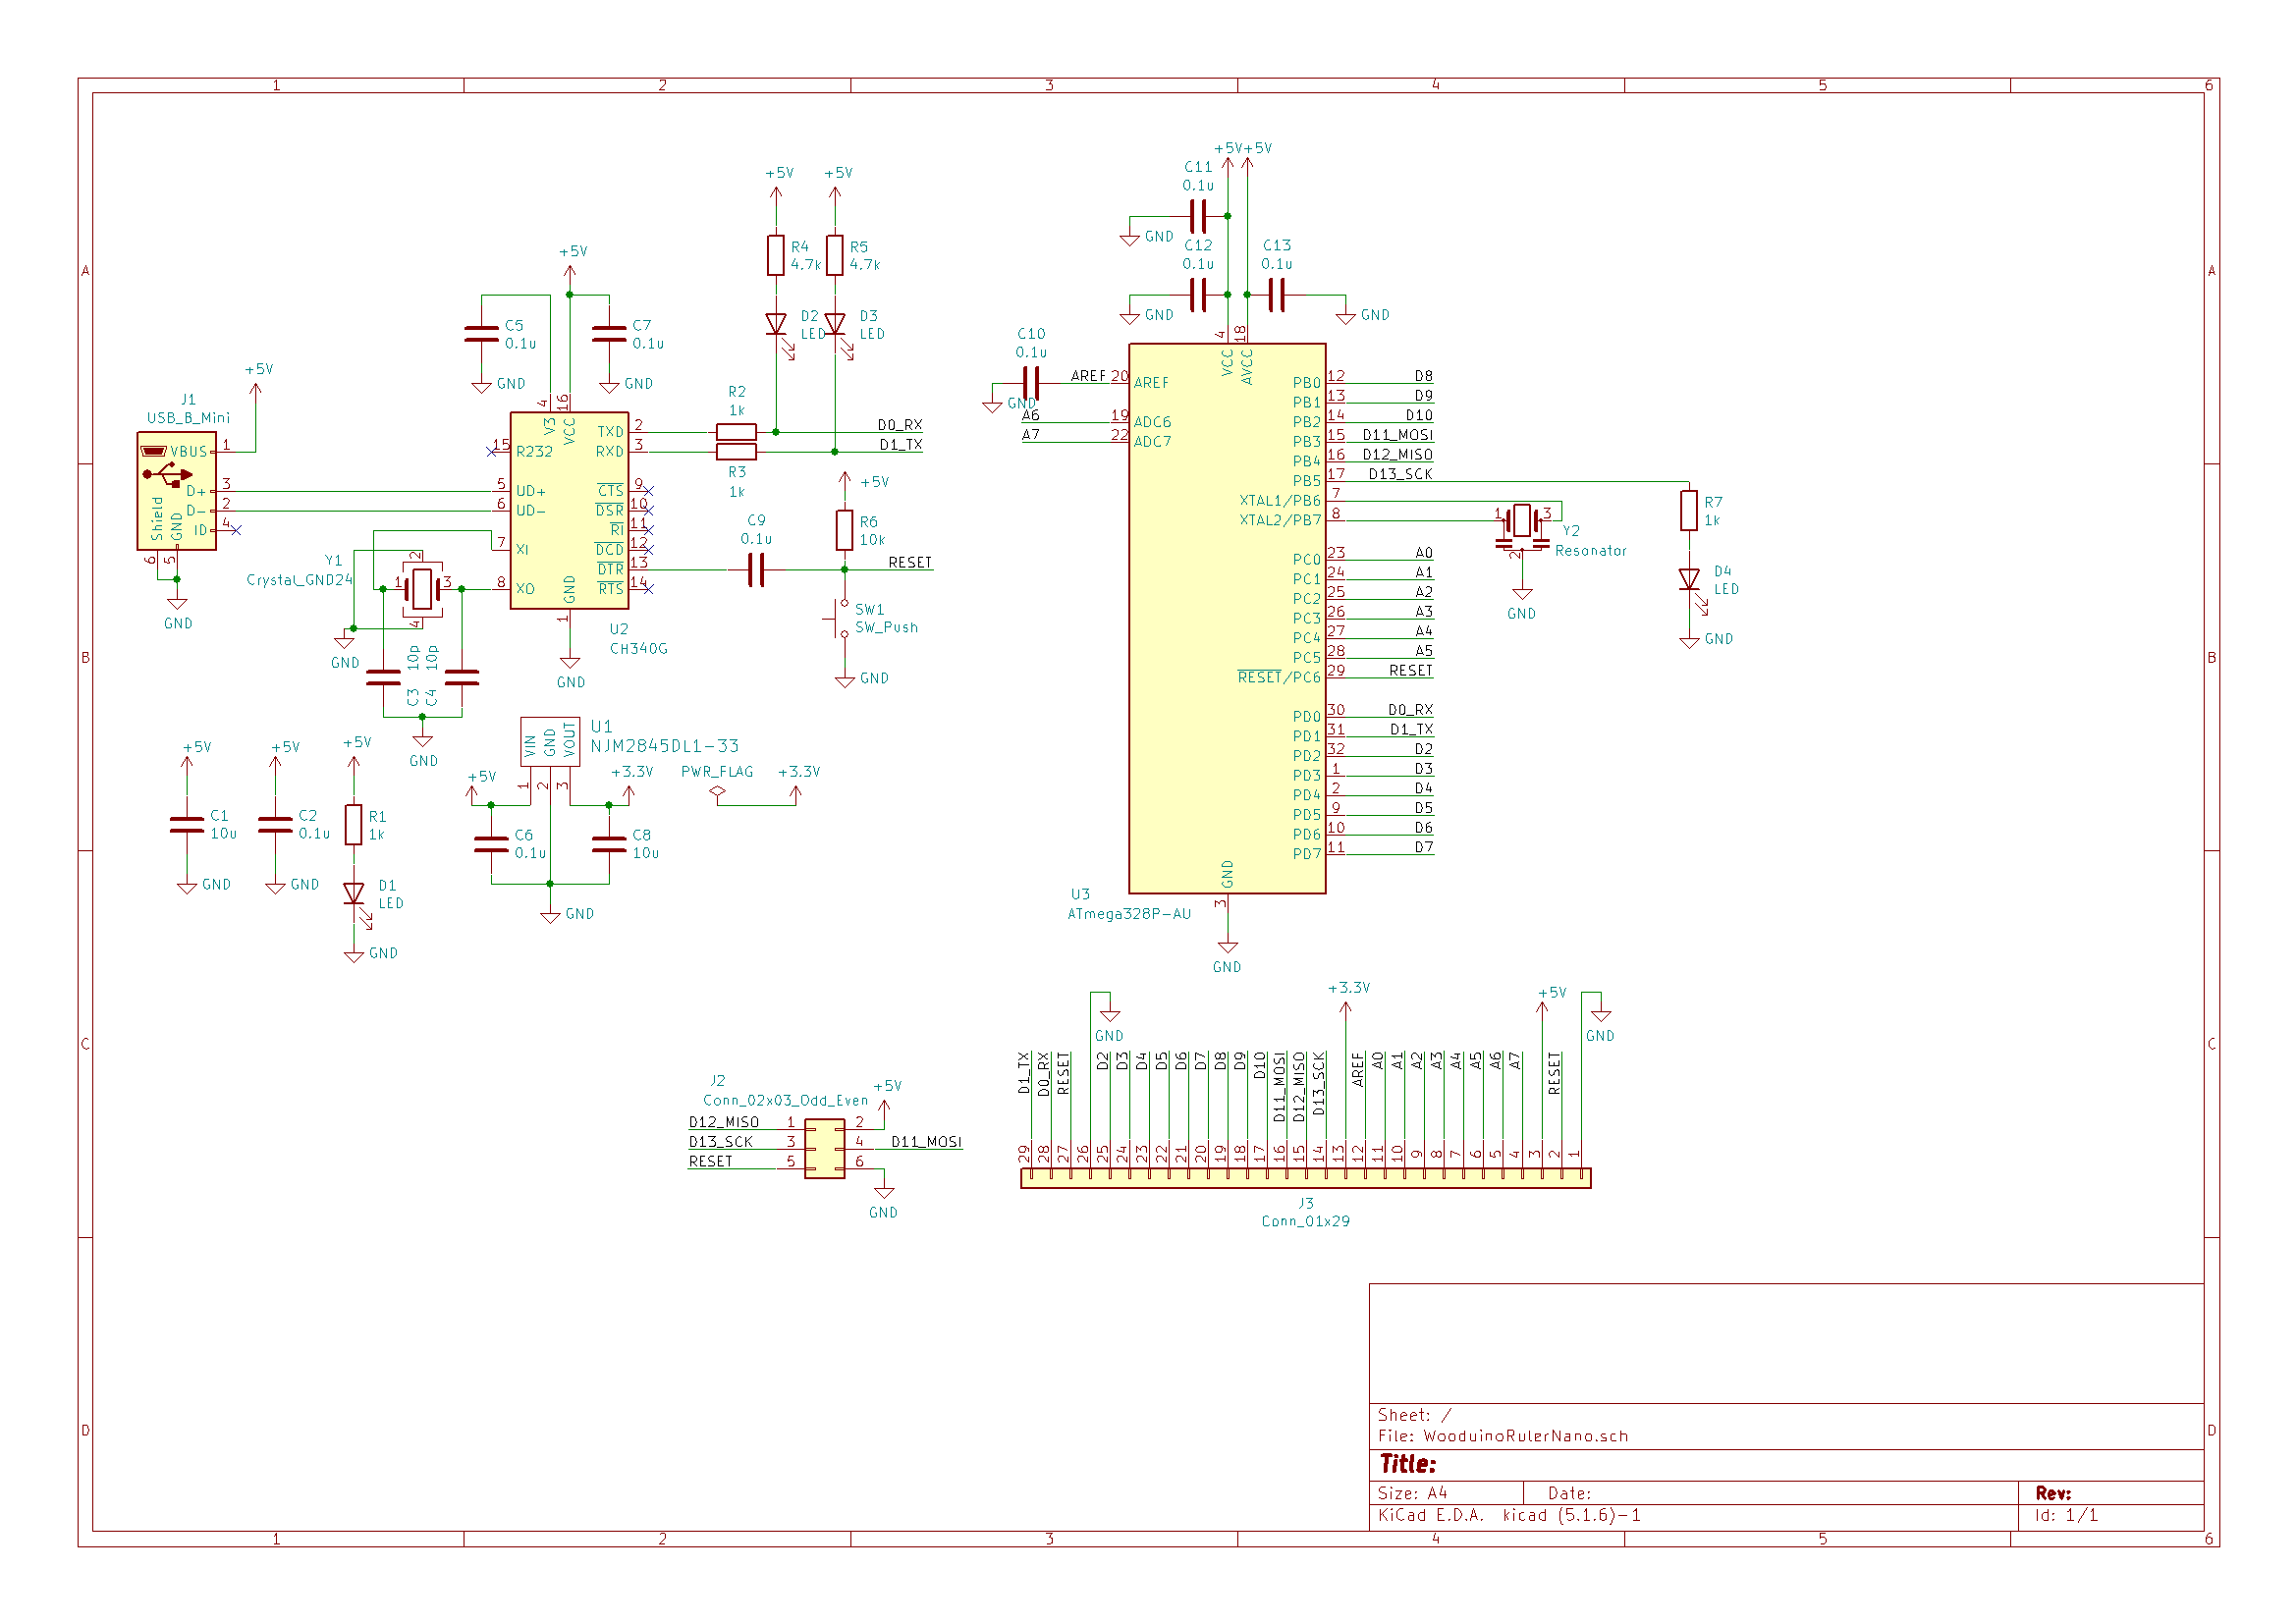 1 2 3 4 5 6
A
B
C
D
A
B
C
D
J1
USB_B_Mini
+5V
VBUS 1
D+ 3
D- 2
ID 4
Shield
GND
6 5
GND
+5V
C5
0.1u
GND
C7
0.1u
GND
4 16
V3 VCC
15 R232
5 UD+
6 UD-
7 XI
8 XO
TXD 2
RXD 3
CTS 9
DSR 10
RI 11
DCD 12
DTR 13
RTS 14
GND
1
GND
U2
CH340G
Y1
Crystal_GND24
1 2 3 4
GND
10p
10p
C3
C4
GND
+5V
R4
4.7k
D2
LED
+5V
R5
4.7k
D3
LED
R2
1k
R3
1k
D0_RX
D1_TX
C9
0.1u
+5V
R6
10k
RESET
SW1
SW_Push
GND
+5V
C1
10u
GND
+5V
C2
0.1u
GND
+5V
R1
1k
D1
LED
GND
U1
NJM2845DL1-33
VIN
GND
VOUT
1 2 3
+5V
+3.3V
C6
0.1u
C8
10u
GND
PWR_FLAG
+3.3V
+5V +5V
C11
0.1u
GND
C12
0.1u
GND
C13
0.1u
GND
C10
0.1u
GND
AREF 20 AREF
A6 19 ADC6
A7 22 ADC7
4 18
VCC
AVCC
PB0 12 D8
PB1 13 D9
PB2 14 D10
PB3 15 D11_MOSI
PB4 16 D12_MISO
PB5 17 D13_SCK
XTAL1/PB6 7
XTAL2/PB7 8
PC0 23 A0
PC1 24 A1
PC2 25 A2
PC3 26 A3
PC4 27 A4
PC5 28 A5
RESET/PC6 29 RESET
PD0 30 D0_RX
PD1 31 D1_TX
PD2 32 D2
PD3 1 D3
PD4 2 D4
PD5 9 D5
PD6 10 D6
PD7 11 D7
GND
3
GND
U3
ATmega328P-AU
1 3
2
Y2
Resonator
GND
R7
1k
D4
LED
GND
J2
Conn_02x03_Odd_Even
D12_MISO 1
D13_SCK 3
RESET 5
2 +5V
4 D11_MOSI
6
GND
GND
+3.3V
+5V
GND
D1_TX D0_RX RESET D2 D3 D4 D5 D6 D7 D8 D9 D10 D11_MOSI D12_MISO D13_SCK AREF A0 A1 A2 A3 A4 A5 A6 A7 RESET
29 28 27 26 25 24 23 22 21 20 19 18 17 16 15 14 13 12 11 10 9 8 7 6 5 4 3 2 1
J3
Conn_01x29
Sheet: /
File: WooduinoRulerNano.sch
Title:
Size: A4 Date: Rev:
KiCad E.D.A. kicad (5.1.6)-1 Id: 1/1
1 2 3 4 5 6